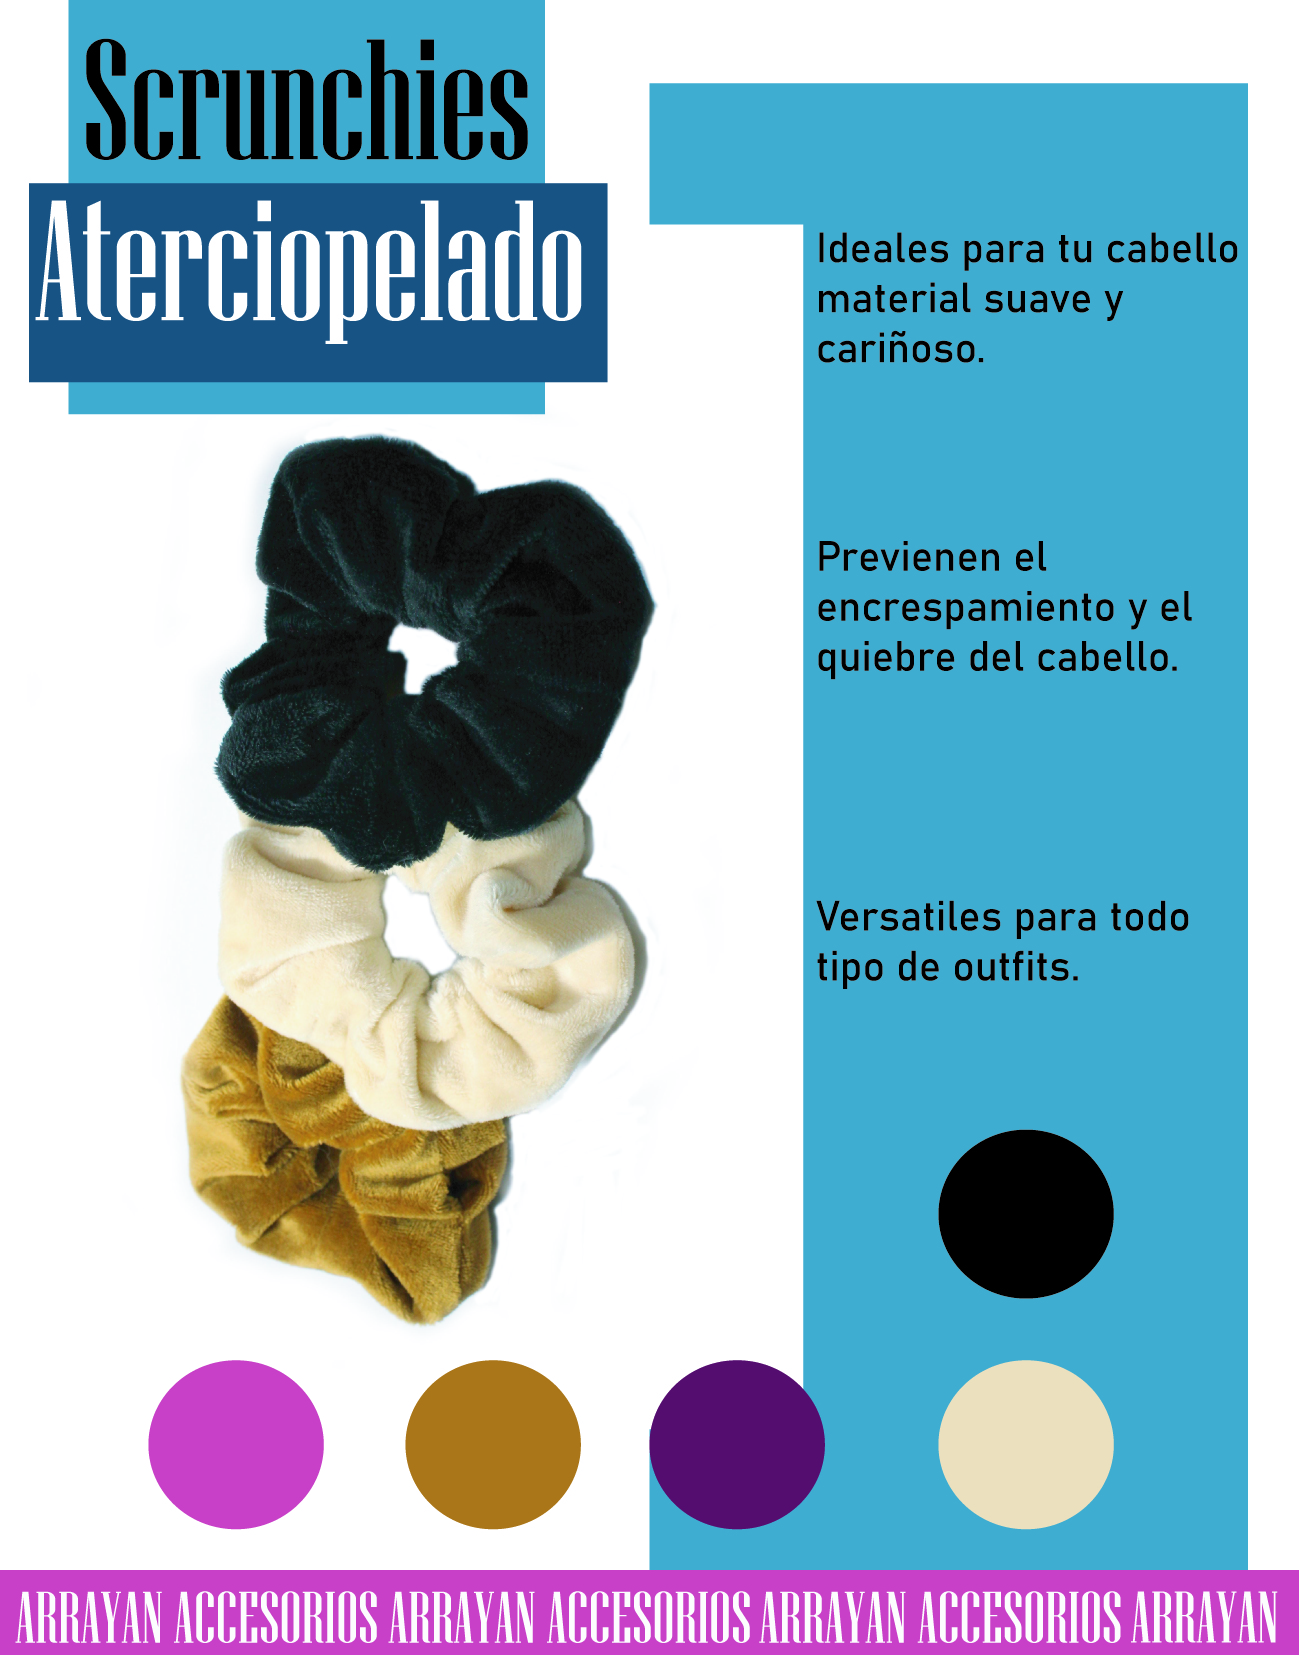 Scrunchies
Aterciopelado
Ideales para tu cabello
material suave y
cariñoso.
Previenen el
encrespamiento y el
quiebre del cabello.
Versatiles para todo
tipo de outfits.
ARRAYAN ACCESORIOS ARRAYAN ACCESORIOS ARRAYAN ACCESORIOS ARRAYAN